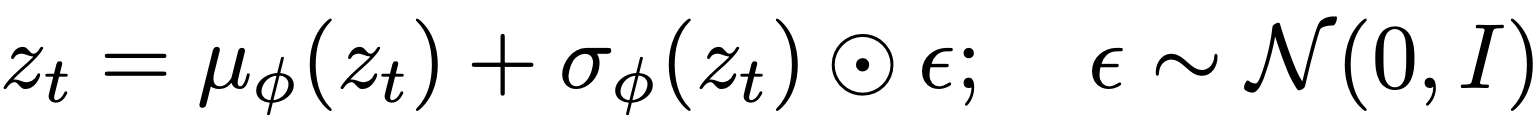 z_t = μ_ϕ(z_t) + σ_ϕ(z_t) ⊙ ϵ;  ϵ ∼ 𝒩(0, I)